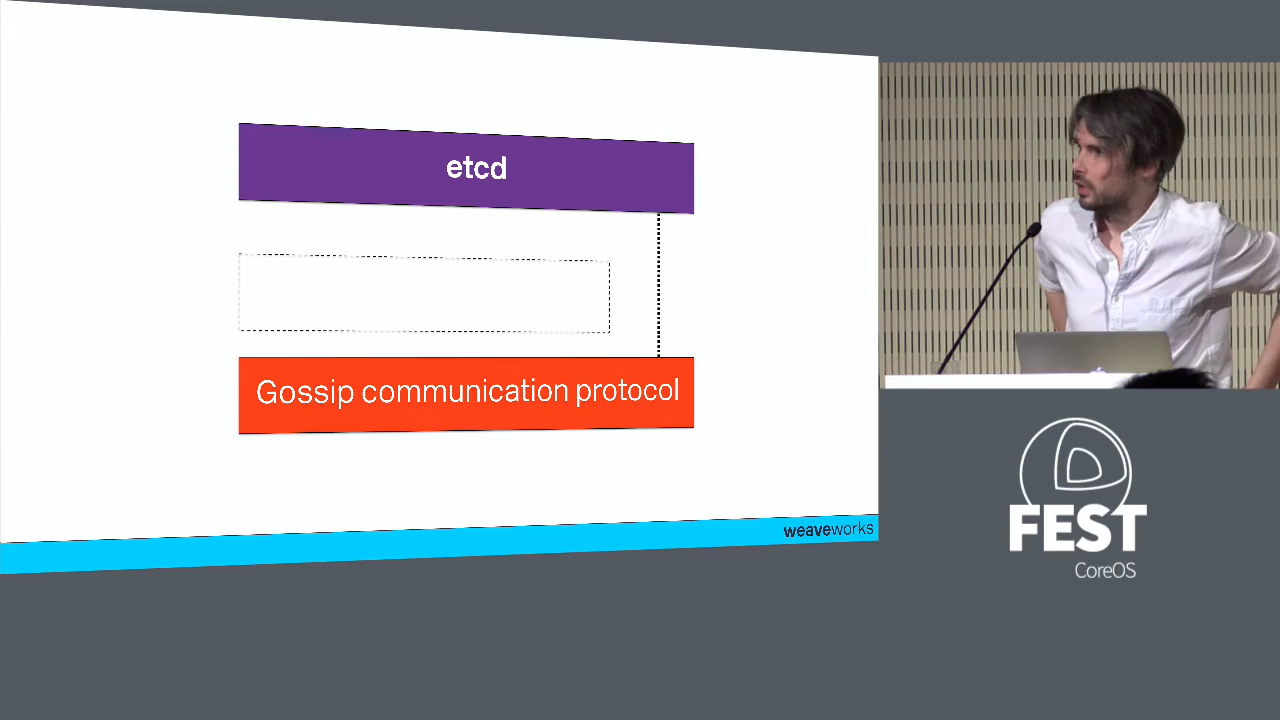 etcd
Gossip communication protocol
weaveworks
FEST
CoreOS